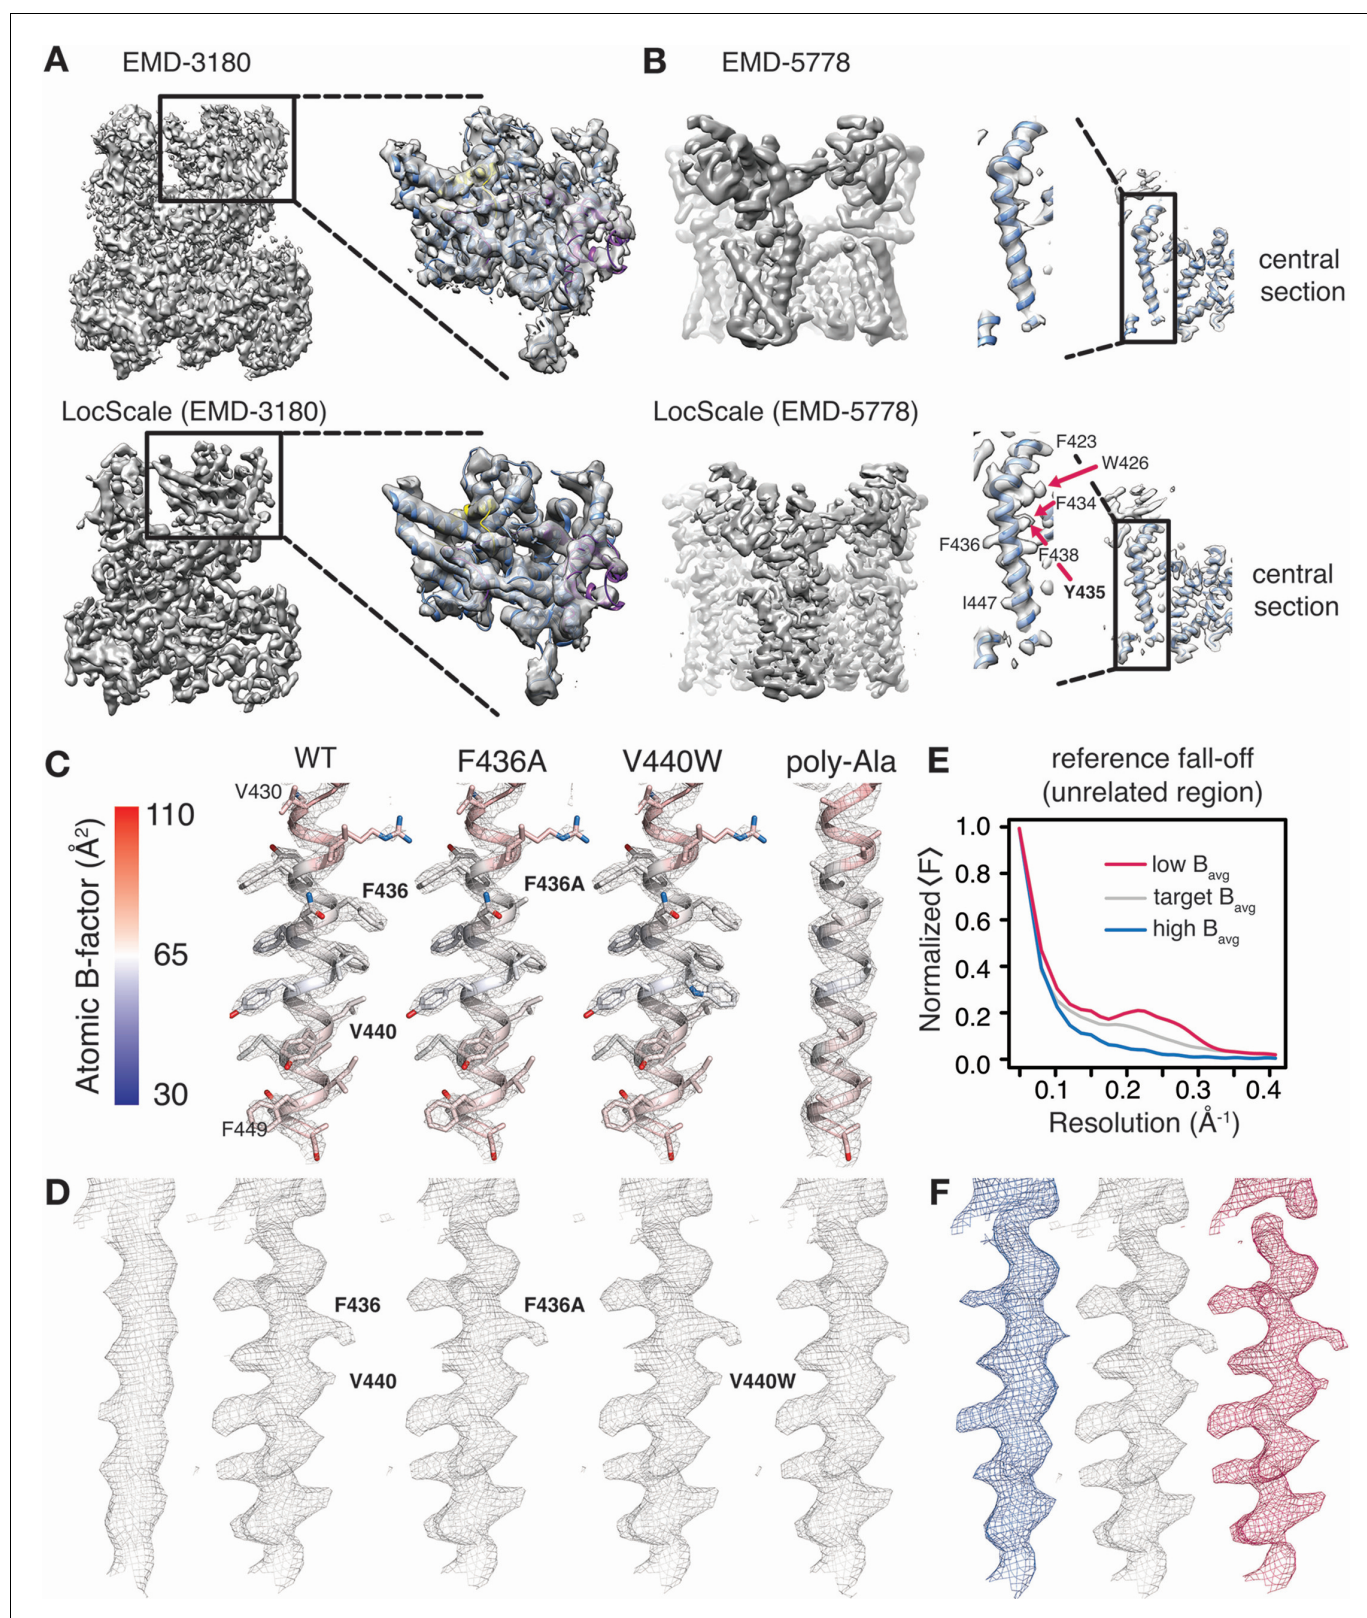 A
EMD-3180
LocScale (EMD-3180)
B
EMD-5778
central
section
LocScale (EMD-5778)
F423
W426
F434
F436
F438
Y435
I447
central
section
C
WT
F436A
V440W
poly-Ala
Atomic B-factor (Å²)
110
65
30
V430
F436
F436A
V440
F449
E
reference fall-off
(unrelated region)
Normalized ⟨F⟩
1.0
0.8
0.6
0.4
0.2
0.0
low Bavg
target Bavg
high Bavg
0.1
0.2
0.3
0.4
Resolution (Å⁻¹)
D
F436
F436A
V440
V440W
F